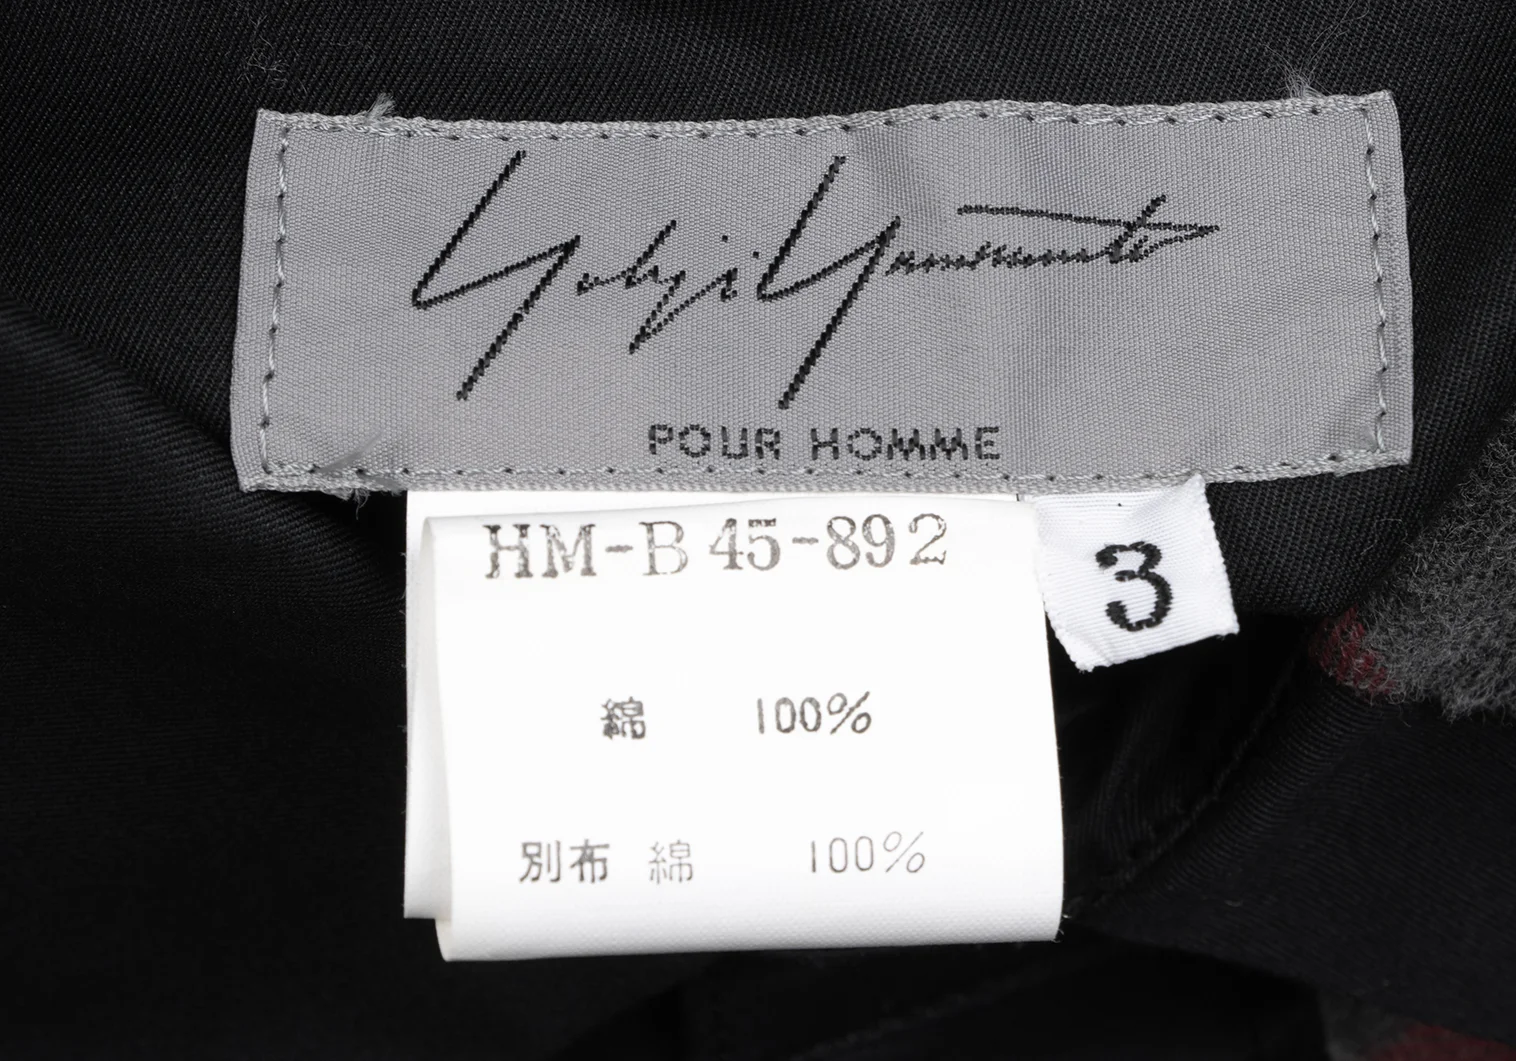 Yohji Yamamoto
POUR HOMME
HM-B 45-892
3
綿 100%
別布 綿 100%